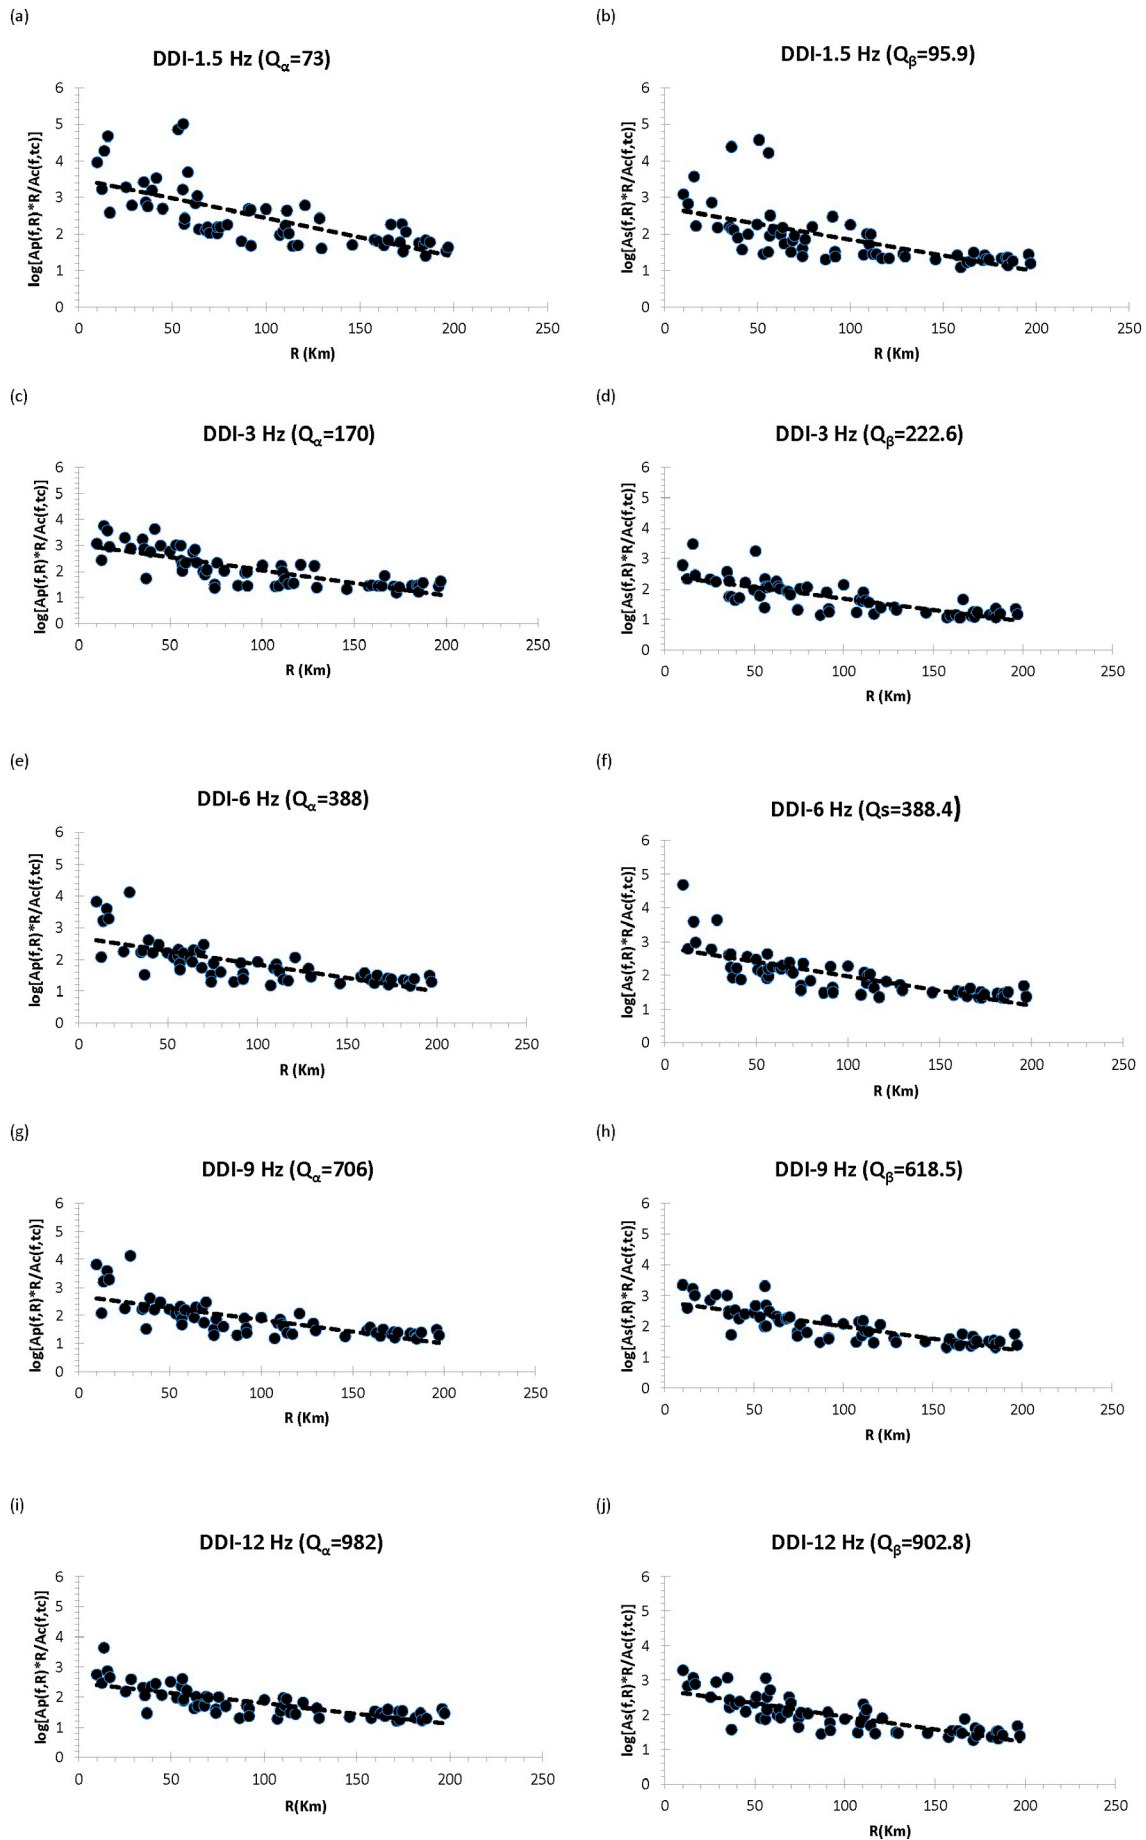 (a)
DDI-1.5 Hz (Qα=73)
log[Ap(f,R)*R/Ac(f,tc)]
6
5
4
3
2
1
0
0 50 100 150 200 250
R (Km)
(b)
DDI-1.5 Hz (Qβ=95.9)
log[As(f,R)*R/Ac(f,tc)]
6
5
4
3
2
1
0
0 50 100 150 200 250
R (Km)
(c)
DDI-3 Hz (Qα=170)
log[Ap(f,R)*R/Ac(f,tc)]
6
5
4
3
2
1
0
0 50 100 150 200 250
R (Km)
(d)
DDI-3 Hz (Qβ=222.6)
log[As(f,R)*R/Ac(f,tc)]
6
5
4
3
2
1
0
0 50 100 150 200 250
R (Km)
(e)
DDI-6 Hz (Qα=388)
log[Ap(f,R)*R/Ac(f,tc)]
6
5
4
3
2
1
0
0 50 100 150 200 250
R (Km)
(f)
DDI-6 Hz (Qs=388.4)
log[As(f,R)*R/Ac(f,tc)]
6
5
4
3
2
1
0
0 50 100 150 200 250
R (Km)
(g)
DDI-9 Hz (Qα=706)
log[Ap(f,R)*R/Ac(f,tc)]
6
5
4
3
2
1
0
0 50 100 150 200 250
R (Km)
(h)
DDI-9 Hz (Qβ=618.5)
log[As(f,R)*R/Ac(f,tc)]
6
5
4
3
2
1
0
0 50 100 150 200 250
R (Km)
(i)
DDI-12 Hz (Qα=982)
log[Ap(f,R)*R/Ac(f,tc)]
6
5
4
3
2
1
0
0 50 100 150 200 250
R(Km)
(j)
DDI-12 Hz (Qβ=902.8)
log[As(f,R)*R/Ac(f,tc)]
6
5
4
3
2
1
0
0 50 100 150 200 250
R(Km)